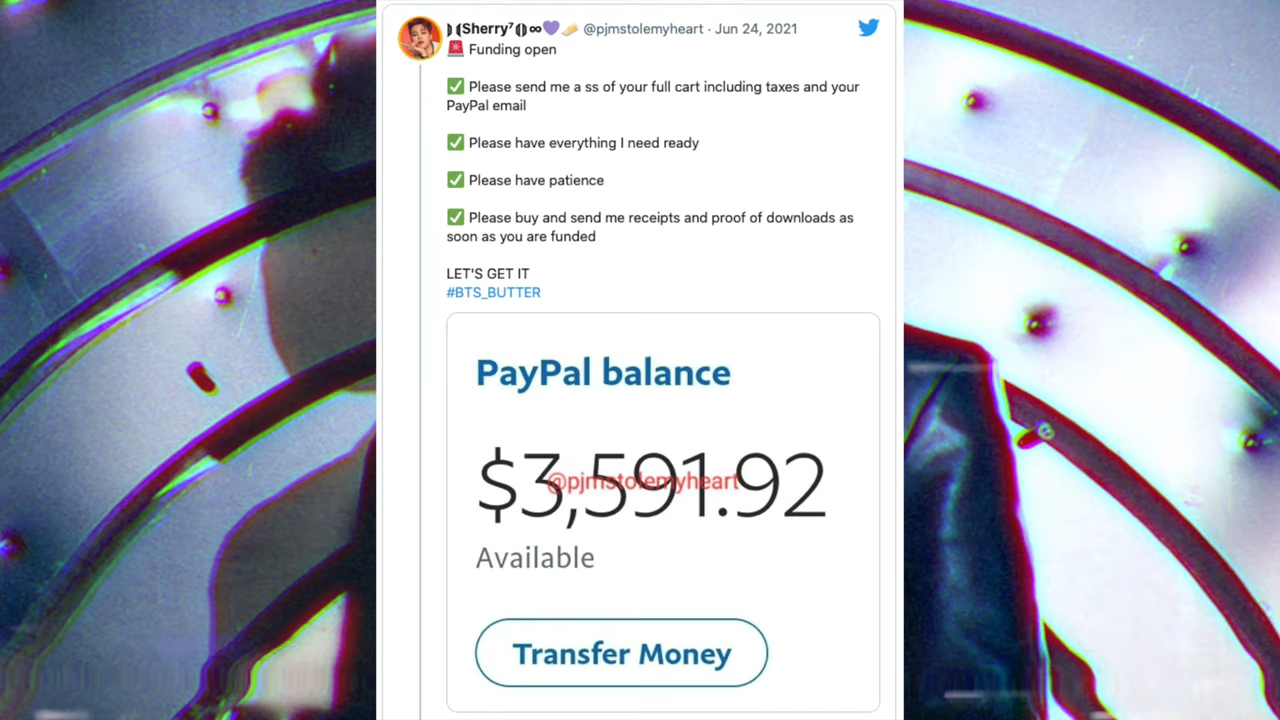 Sherry⁷ ∞💜 @pjmstolemyheart · Jun 24, 2021
🚨 Funding open
✅ Please send me a ss of your full cart including taxes and your
PayPal email
✅ Please have everything I need ready
✅ Please have patience
✅ Please buy and send me receipts and proof of downloads as
soon as you are funded
LET'S GET IT
#BTS_BUTTER
PayPal balance
$3,591.92
@pjmstolemyheart
Available
Transfer Money